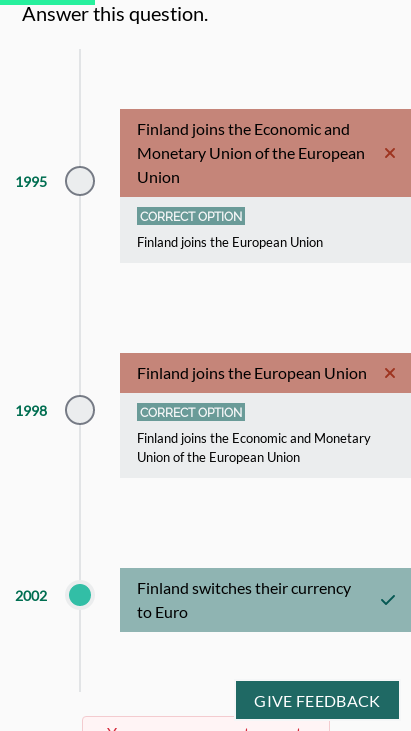 Answer this question.
Finland joins the Economic and
Monetary Union of the European
Union
1995
CORRECT OPTION
Finland joins the European Union
Finland joins the European Union
1998
CORRECT OPTION
Finland joins the Economic and Monetary
Union of the European Union
Finland switches their currency
2002
to Euro
GIVE FEEDBACK